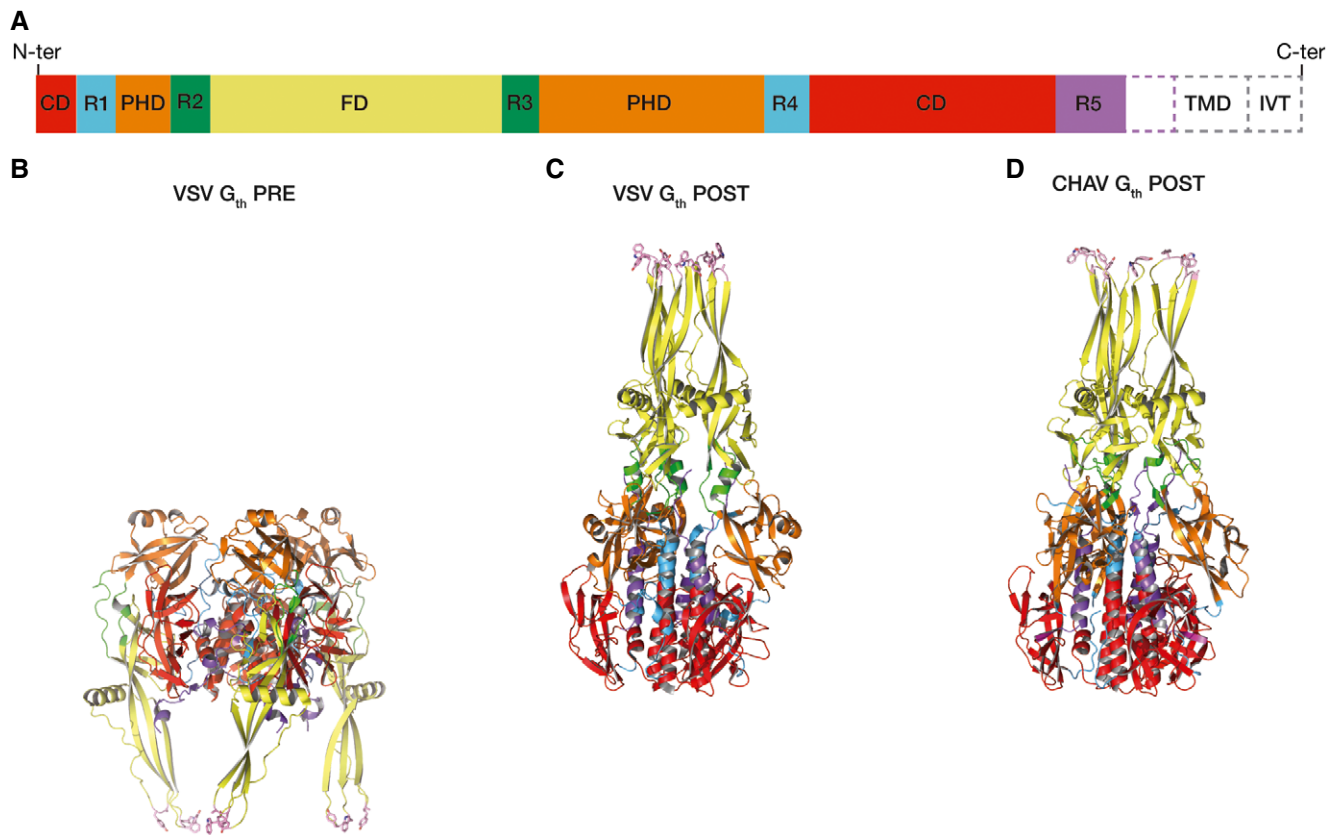 A
N-ter C-ter
CD R1 PHD R2 FD R3 PHD R4 CD R5 TMD IVT
B C D
VSV Gth PRE VSV Gth POST CHAV Gth POST